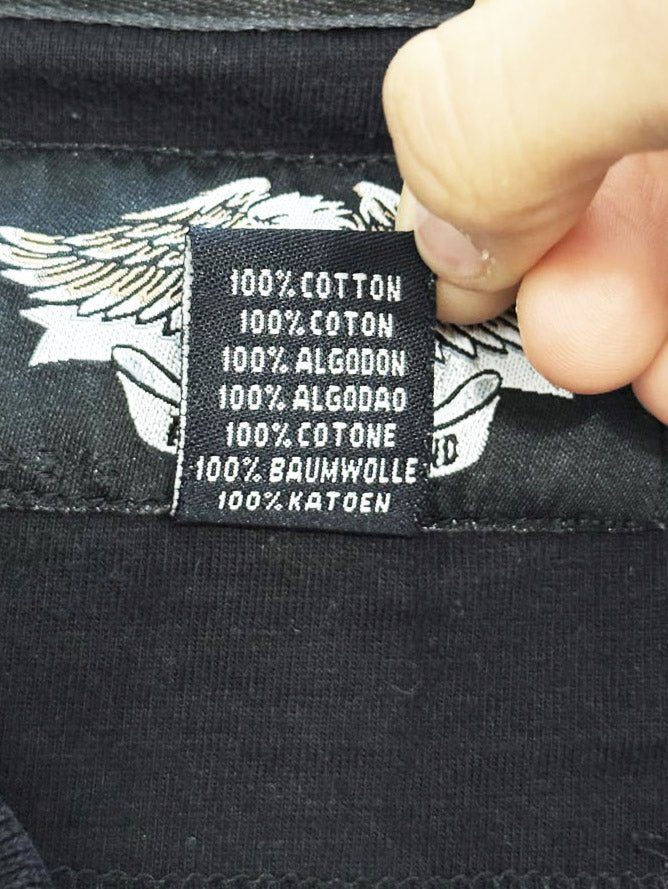 100% COTTON
100% COTON
100% ALGODON
100% ALGODAO
100% COTONE
100% BAUMWOLLE
100% KATOEN